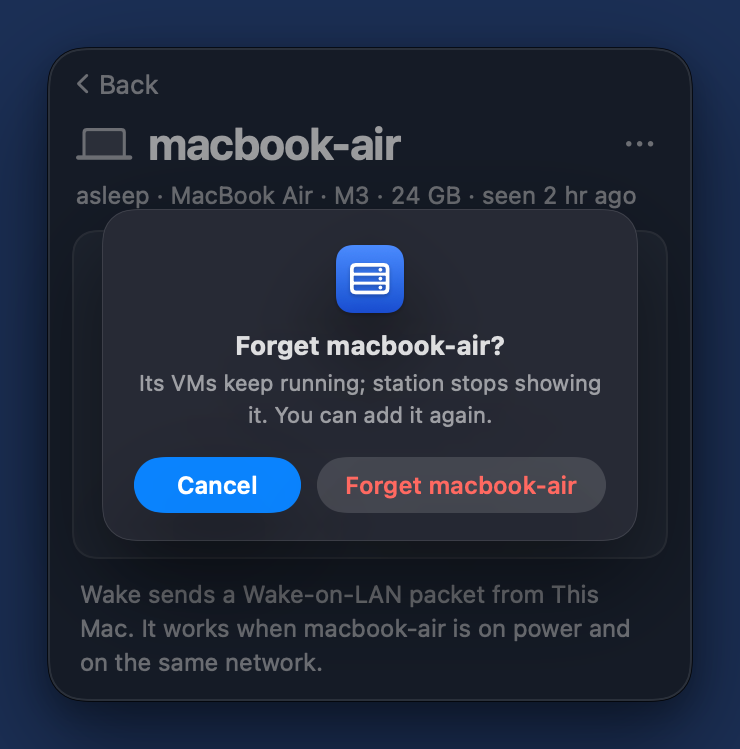 Back
macbook-air
asleep · MacBook Air · M3 · 24 GB · seen 2 hr ago
Forget macbook-air?
Its VMs keep running; station stops showing
it. You can add it again.
Cancel
Forget macbook-air
Wake sends a Wake-on-LAN packet from This
Mac. It works when macbook-air is on power and
on the same network.